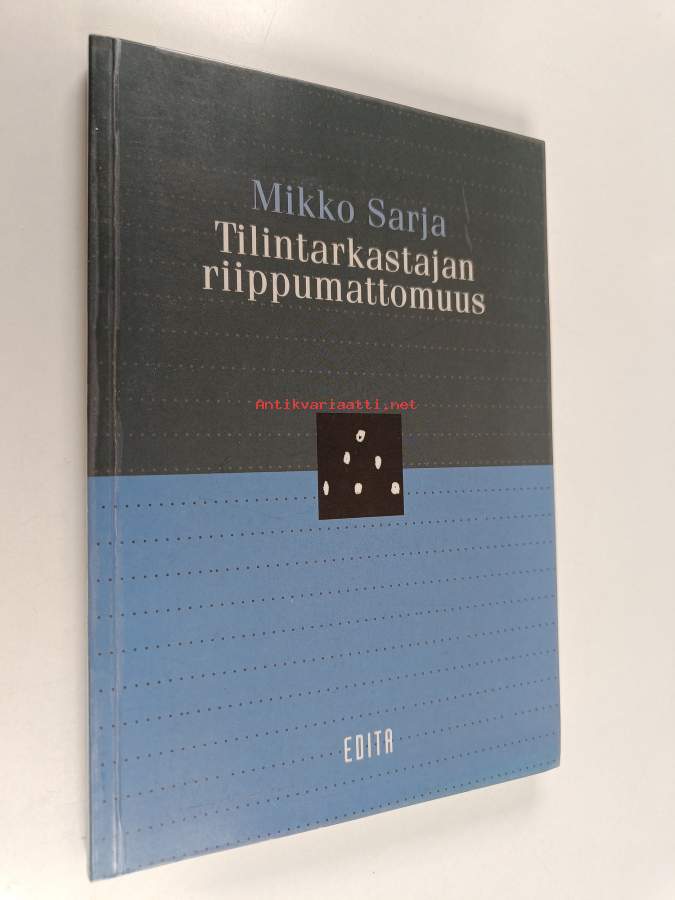 Mikko Sarja
Tilintarkastajan
riippumattomuus
Antikvariaatti.net
EDITA